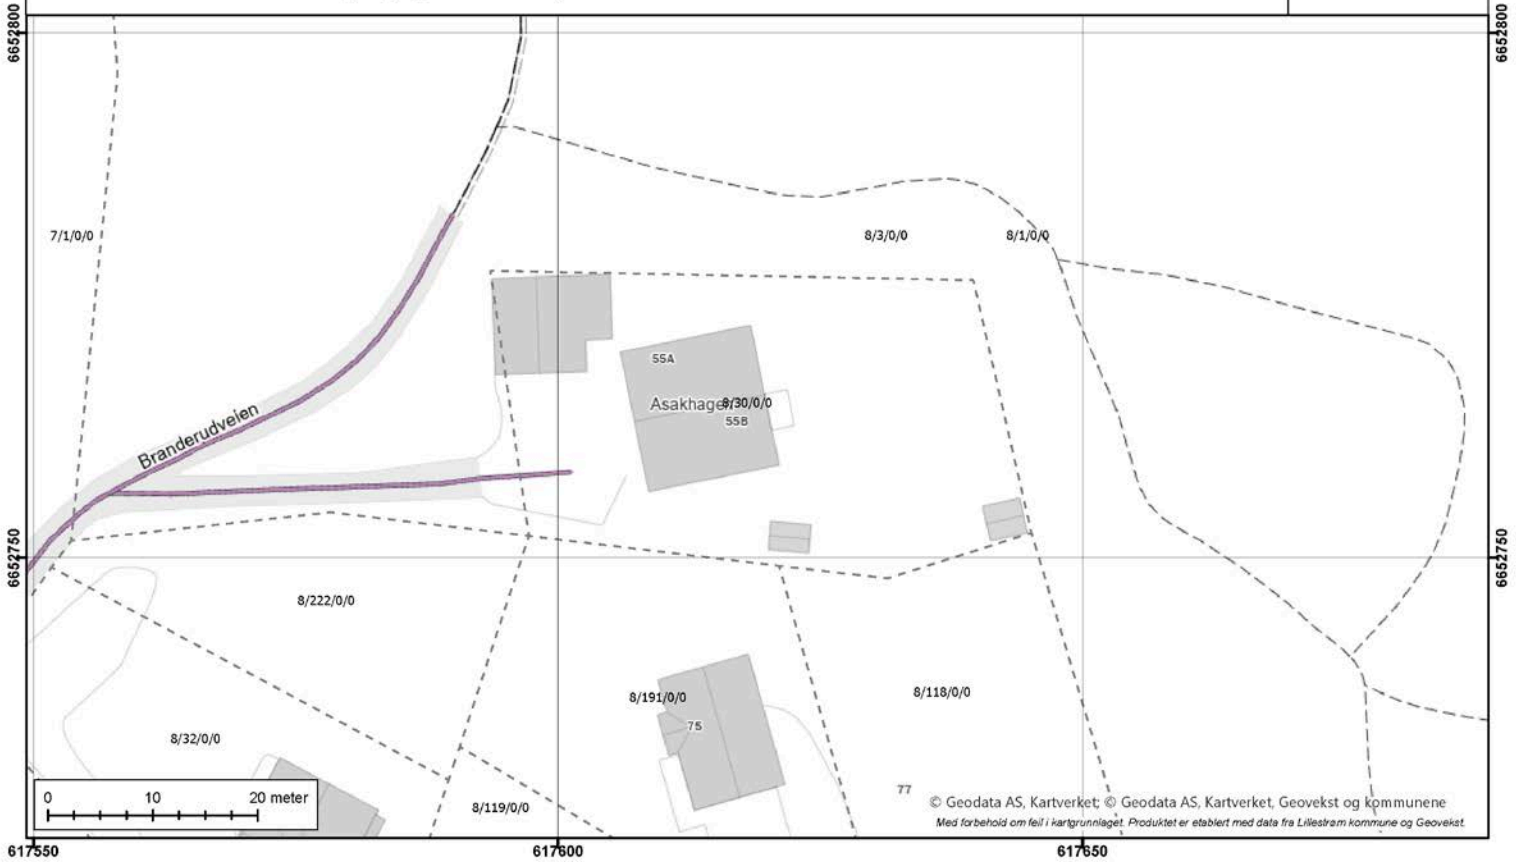 6652800
6652800
7/1/0/0
8/3/0/0
8/1/0/0
55A
Asakhagen
8/30/0/0
55B
Branderudveien
6652750
6652750
8/222/0/0
8/118/0/0
8/191/0/0
75
8/32/0/0
77
0 10 20 meter
8/119/0/0
© Geodata AS, Kartverket; © Geodata AS, Kartverket, Geovekst og kommunene
Med forbehold om feil i kartgrunnlaget. Produktet er etablert med data fra Lillestrøm kommune og Geovekst.
617550
617600
617650